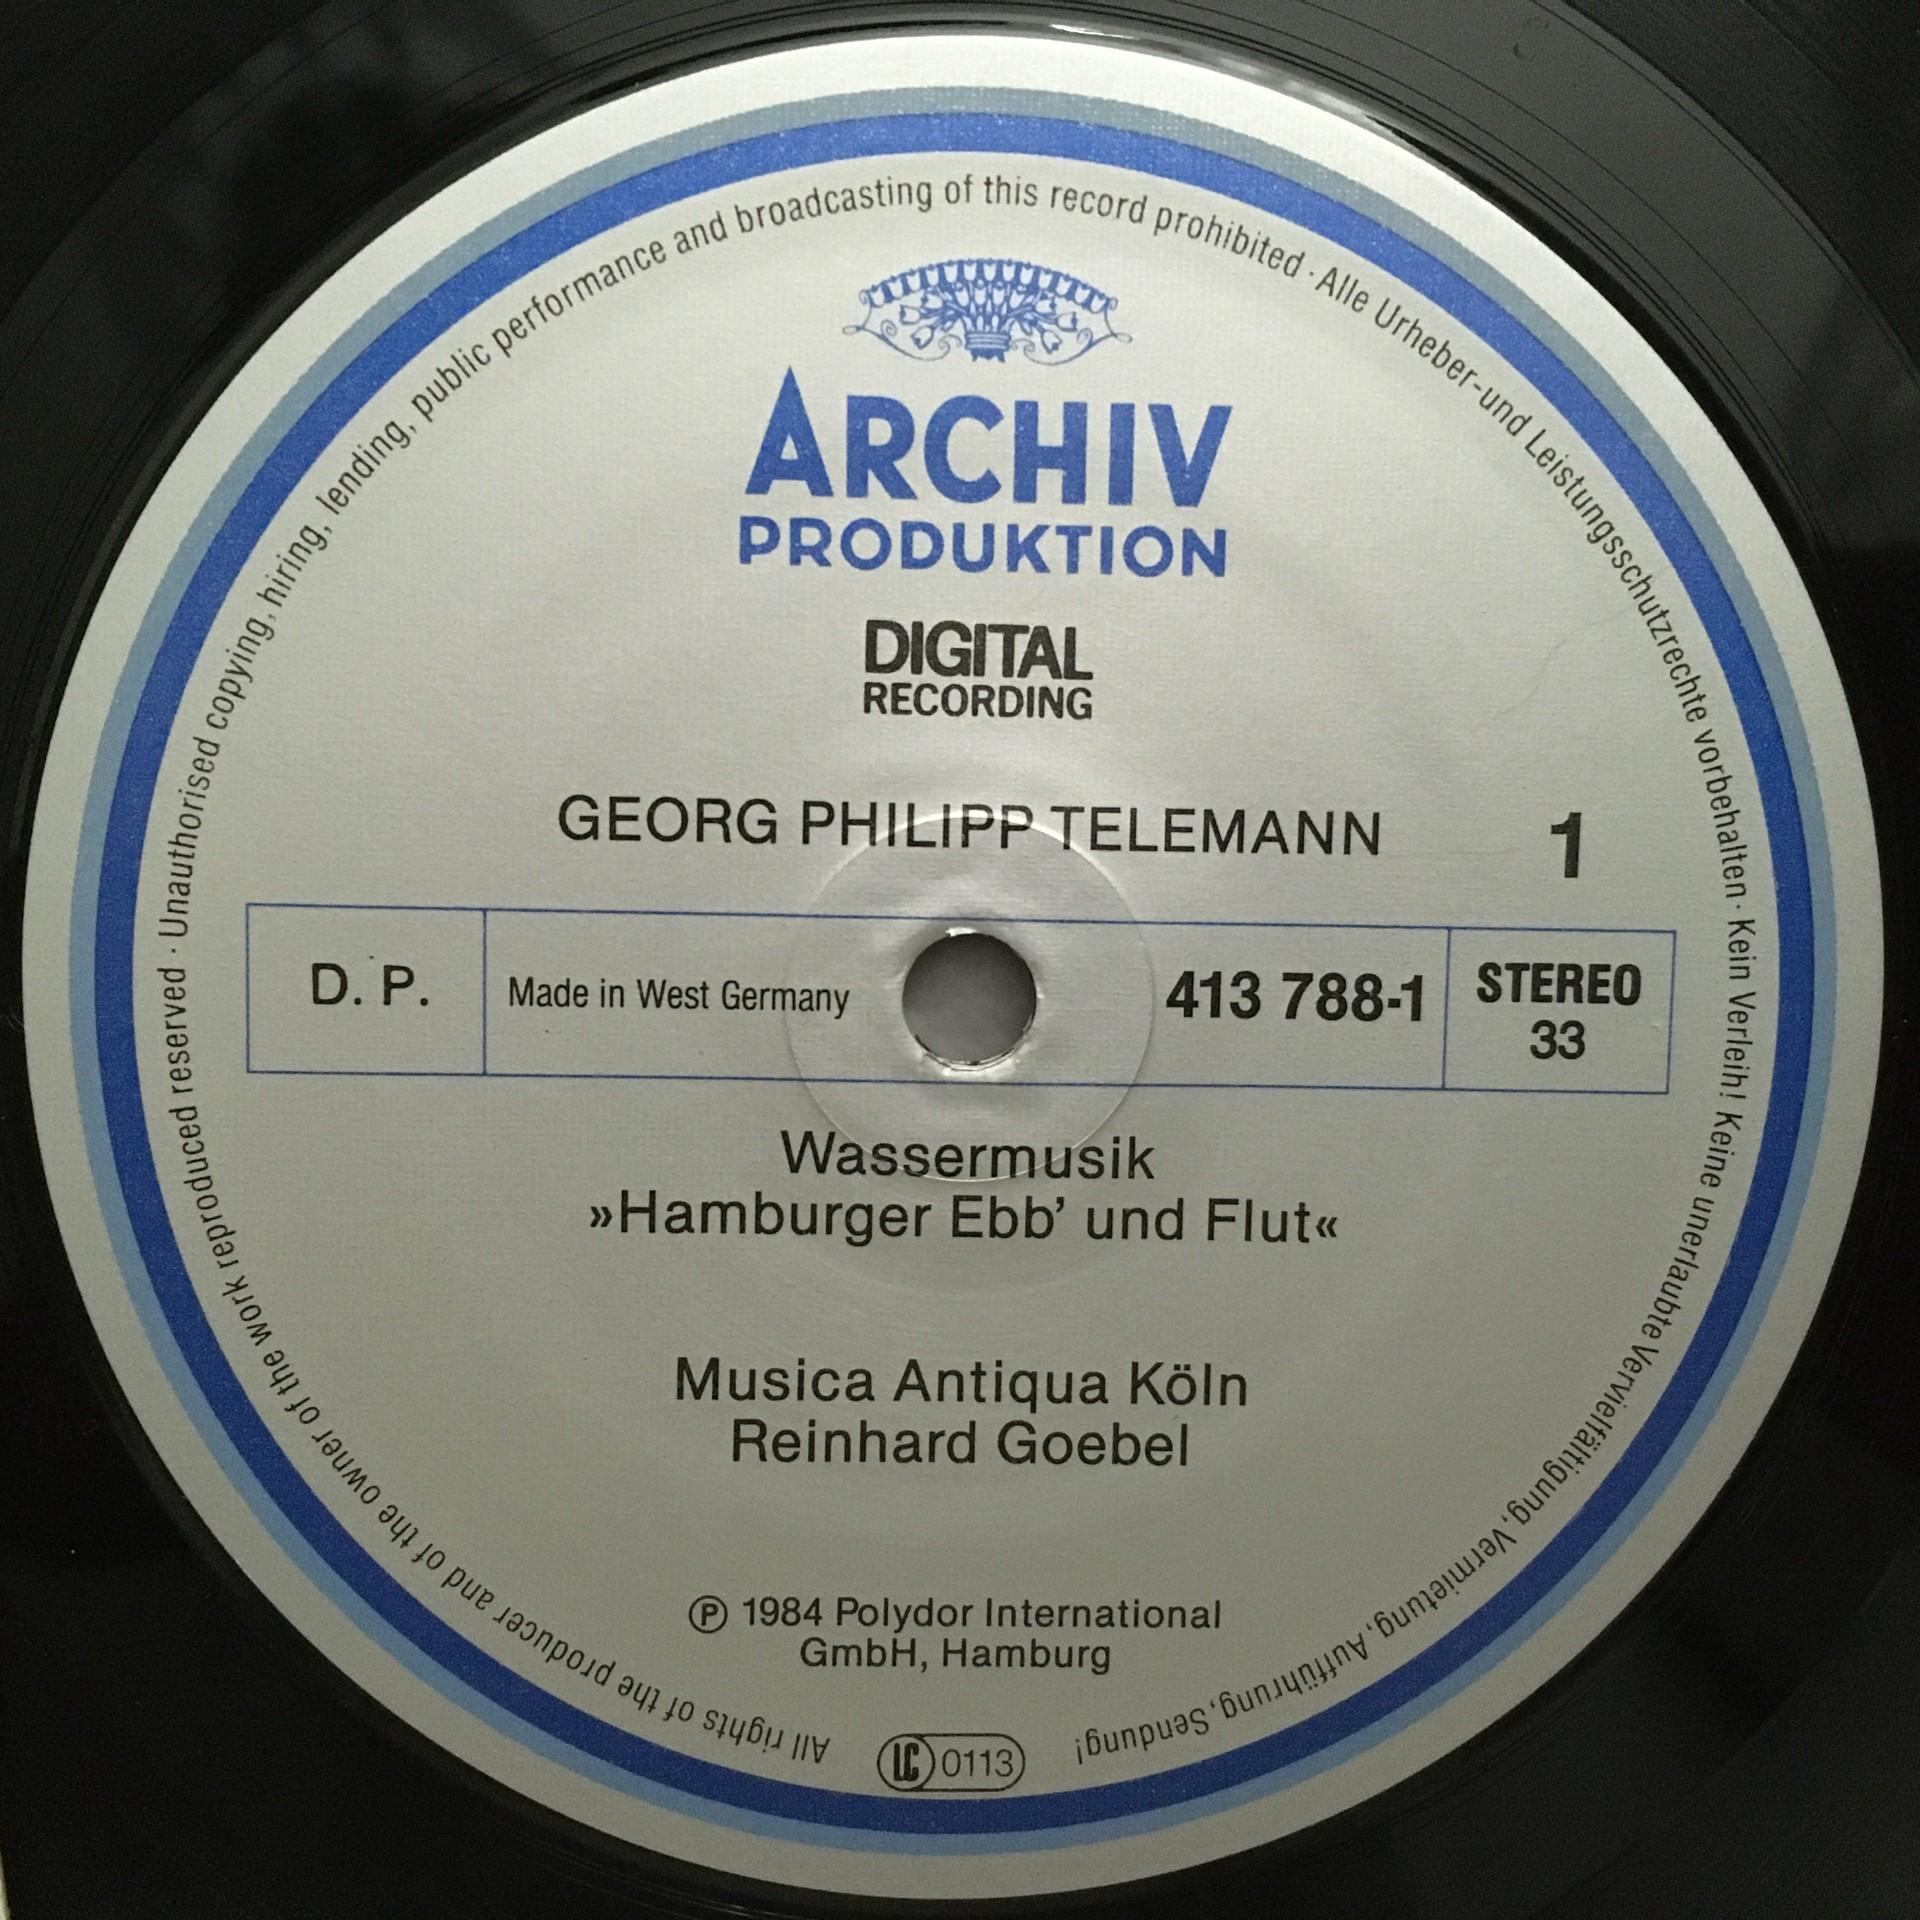 All rights of the producer and of the owner of the work reproduced reserved · Unauthorised copying, hiring, lending, public performance and broadcasting of this record prohibited · Alle Urheber-und Leistungsschutzrechte vorbehalten · Kein Verleih! Keine unerlaubte Vervielfältigung, Vermietung, Aufführung, Sendung!
ARCHIV
PRODUKTION
DIGITAL
RECORDING
GEORG PHILIPP TELEMANN 1
D. P. Made in West Germany 413 788-1 STEREO
33
Wassermusik
»Hamburger Ebb’ und Flut«
Musica Antiqua Köln
Reinhard Goebel
Ⓟ 1984 Polydor International
GmbH, Hamburg
LC 0113